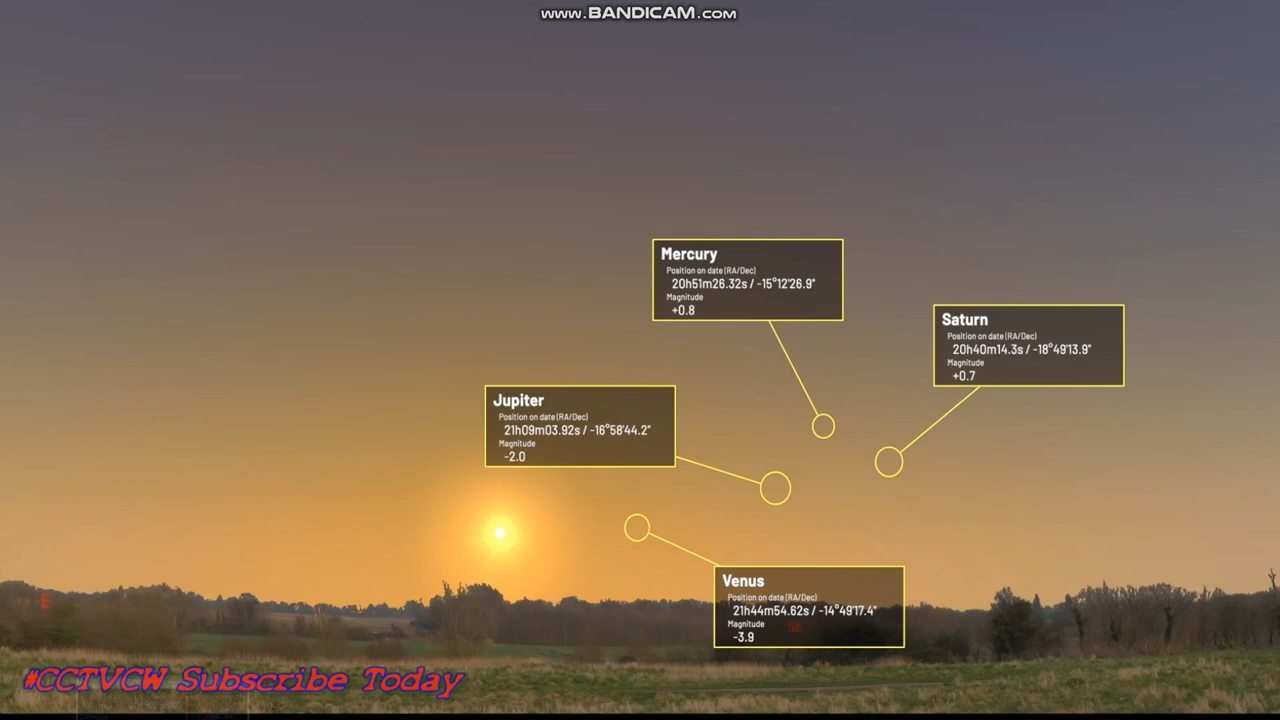 www.BANDICAM.com
Mercury
Position on date (RA/Dec)
20h51m26.32s / -15°12'26.9"
Magnitude
+0.8
Saturn
Position on date (RA/Dec)
20h40m14.3s / -18°49'13.9"
Magnitude
+0.7
Jupiter
Position on date (RA/Dec)
21h09m03.92s / -16°58'44.2"
Magnitude
-2.0
Venus
Position on date (RA/Dec)
21h44m54.62s / -14°49'17.4"
Magnitude
-3.9
E
SE
#CCTVCW Subscribe Today